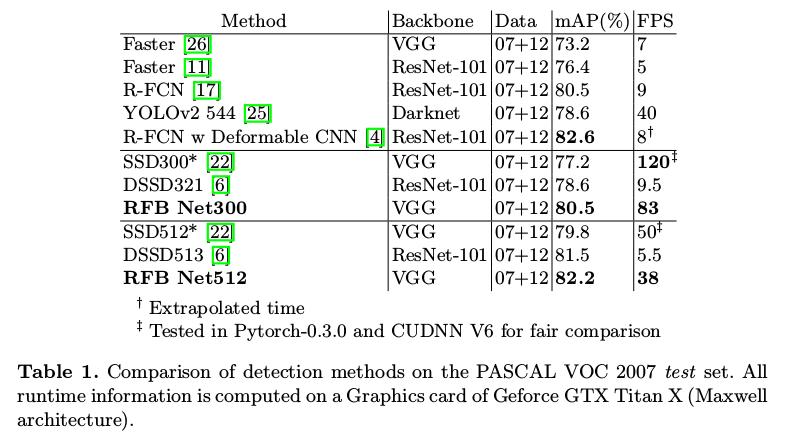 Method Backbone Data mAP(%) FPS
Faster [26] VGG 07+12 73.2 7
Faster [11] ResNet-101 07+12 76.4 5
R-FCN [17] ResNet-101 07+12 80.5 9
YOLOv2 544 [25] Darknet 07+12 78.6 40
R-FCN w Deformable CNN [4] ResNet-101 07+12 82.6 8†
SSD300* [22] VGG 07+12 77.2 120‡
DSSD321 [6] ResNet-101 07+12 78.6 9.5
RFB Net300 VGG 07+12 80.5 83
SSD512* [22] VGG 07+12 79.8 50‡
DSSD513 [6] ResNet-101 07+12 81.5 5.5
RFB Net512 VGG 07+12 82.2 38
† Extrapolated time
‡ Tested in Pytorch-0.3.0 and CUDNN V6 for fair comparison
Table 1. Comparison of detection methods on the PASCAL VOC 2007 test set. All
runtime information is computed on a Graphics card of Geforce GTX Titan X (Maxwell
architecture).